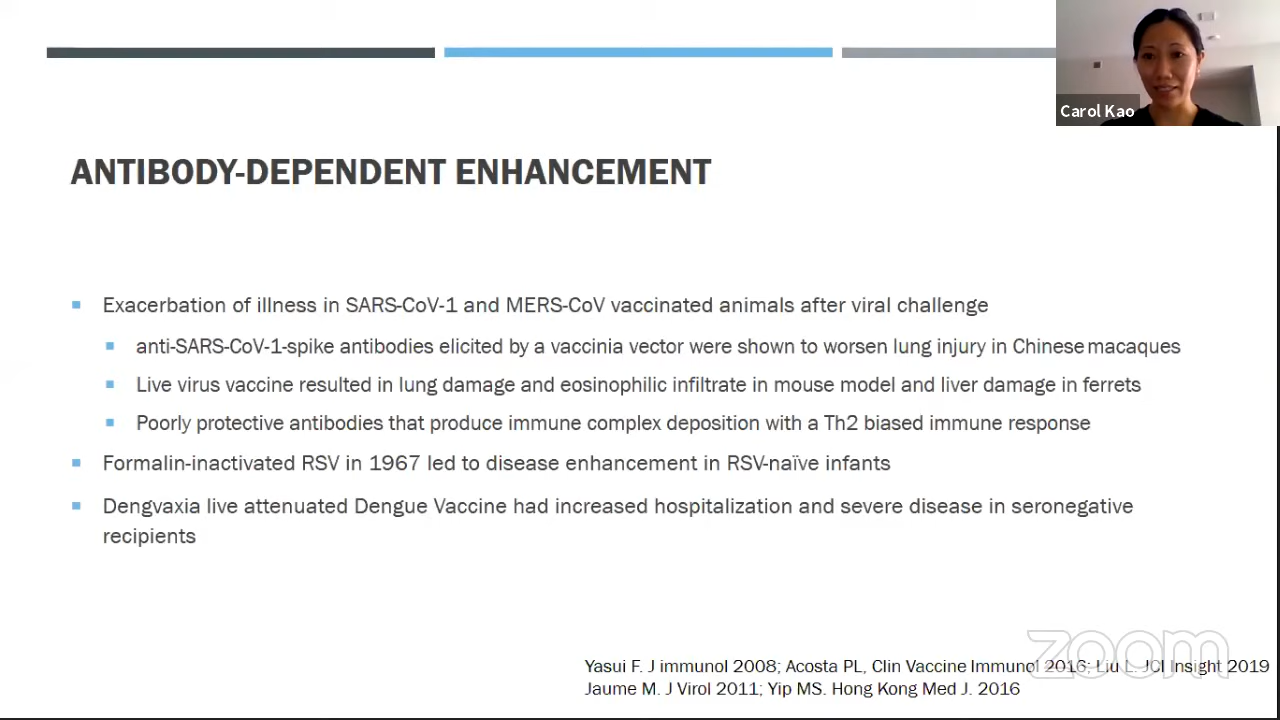 Carol Kao
ANTIBODY-DEPENDENT ENHANCEMENT
Exacerbation of illness in SARS-CoV-1 and MERS-CoV vaccinated animals after viral challenge
anti-SARS-CoV-1-spike antibodies elicited by a vaccinia vector were shown to worsen lung injury in Chinese macaques
Live virus vaccine resulted in lung damage and eosinophilic infiltrate in mouse model and liver damage in ferrets
Poorly protective antibodies that produce immune complex deposition with a Th2 biased immune response
Formalin-inactivated RSV in 1967 led to disease enhancement in RSV-naïve infants
Dengvaxia live attenuated Dengue Vaccine had increased hospitalization and severe disease in seronegative
recipients
zoom
Yasui F. J immunol 2008; Acosta PL, Clin Vaccine Immunol 2016; Liu L. JCI Insight 2019
Jaume M. J Virol 2011; Yip MS. Hong Kong Med J. 2016